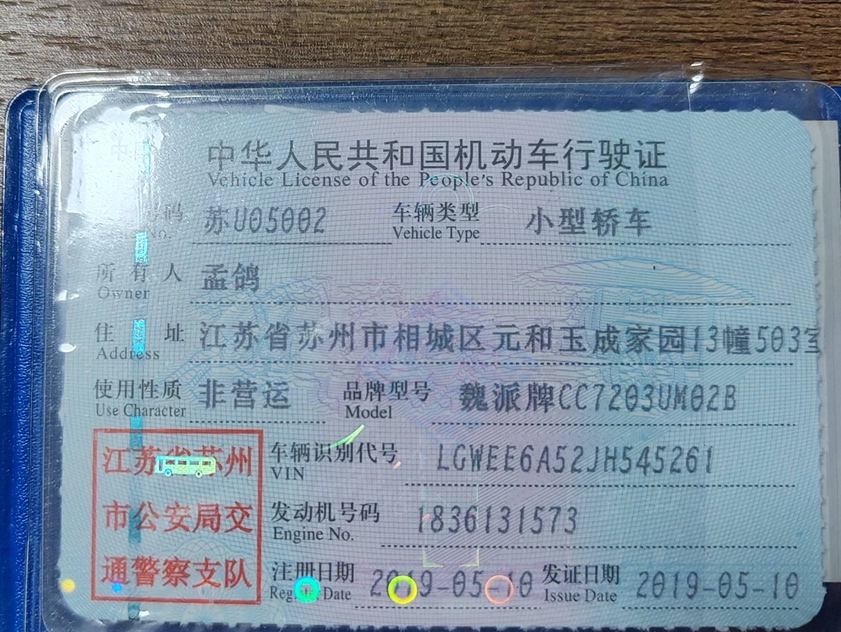 中华人民共和国机动车行驶证
Vehicle License of the People's Republic of China
号码 苏U05002 车辆类型 小型轿车
No. Vehicle Type
所有人 孟鸽
Owner
住址 江苏省苏州市相城区元和玉成家园13幢503室
Address
使用性质 非营运 品牌型号 魏派牌CC7203UM02B
Use Character Model
江苏省苏州 车辆识别代号 LGWEE6A52JH545261
VIN
市公安局交 发动机号码 1836131573
Engine No.
通警察支队 注册日期 2019-05-10 发证日期 2019-05-10
Date Issue Date